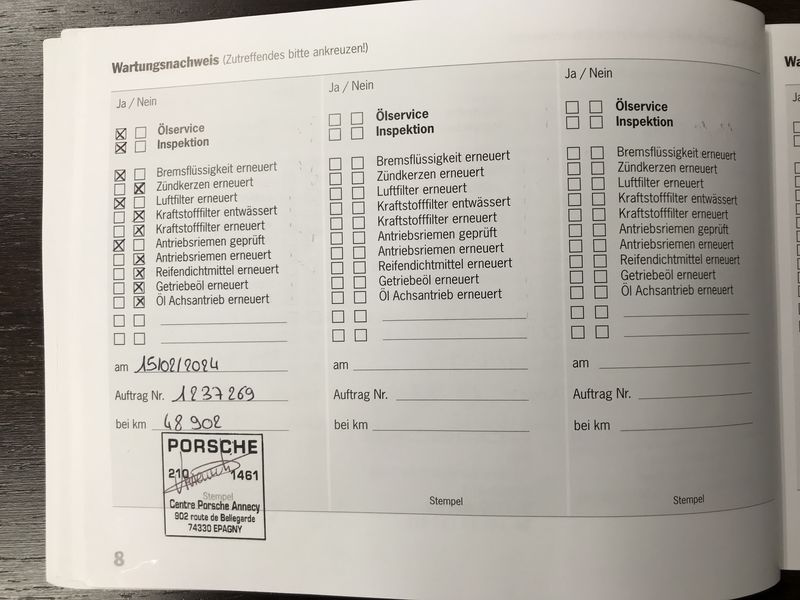 Wartungsnachweis (Zutreffendes bitte ankreuzen!)
Ja / Nein
Ölservice
Inspektion
Bremsflüssigkeit erneuert
Zündkerzen erneuert
Luftfilter erneuert
Kraftstofffilter entwässert
Kraftstofffilter erneuert
Antriebsriemen geprüft
Antriebsriemen erneuert
Reifendichtmittel erneuert
Getriebeöl erneuert
Öl Achsantrieb erneuert
am 15/02/2024
Auftrag Nr. 1237269
bei km 48 902
PORSCHE
210 1461
Stempel
Centre Porsche Annecy
902 route de Bellegarde
74330 EPAGNY
8
Ja / Nein
Ölservice
Inspektion
Bremsflüssigkeit erneuert
Zündkerzen erneuert
Luftfilter erneuert
Kraftstofffilter entwässert
Kraftstofffilter erneuert
Antriebsriemen geprüft
Antriebsriemen erneuert
Reifendichtmittel erneuert
Getriebeöl erneuert
Öl Achsantrieb erneuert
am
Auftrag Nr.
bei km
Stempel
Ja / Nein
Ölservice
Inspektion
Bremsflüssigkeit erneuert
Zündkerzen erneuert
Luftfilter erneuert
Kraftstofffilter entwässert
Kraftstofffilter erneuert
Antriebsriemen geprüft
Antriebsriemen erneuert
Reifendichtmittel erneuert
Getriebeöl erneuert
Öl Achsantrieb erneuert
am
Auftrag Nr.
bei km
Stempel
Wa